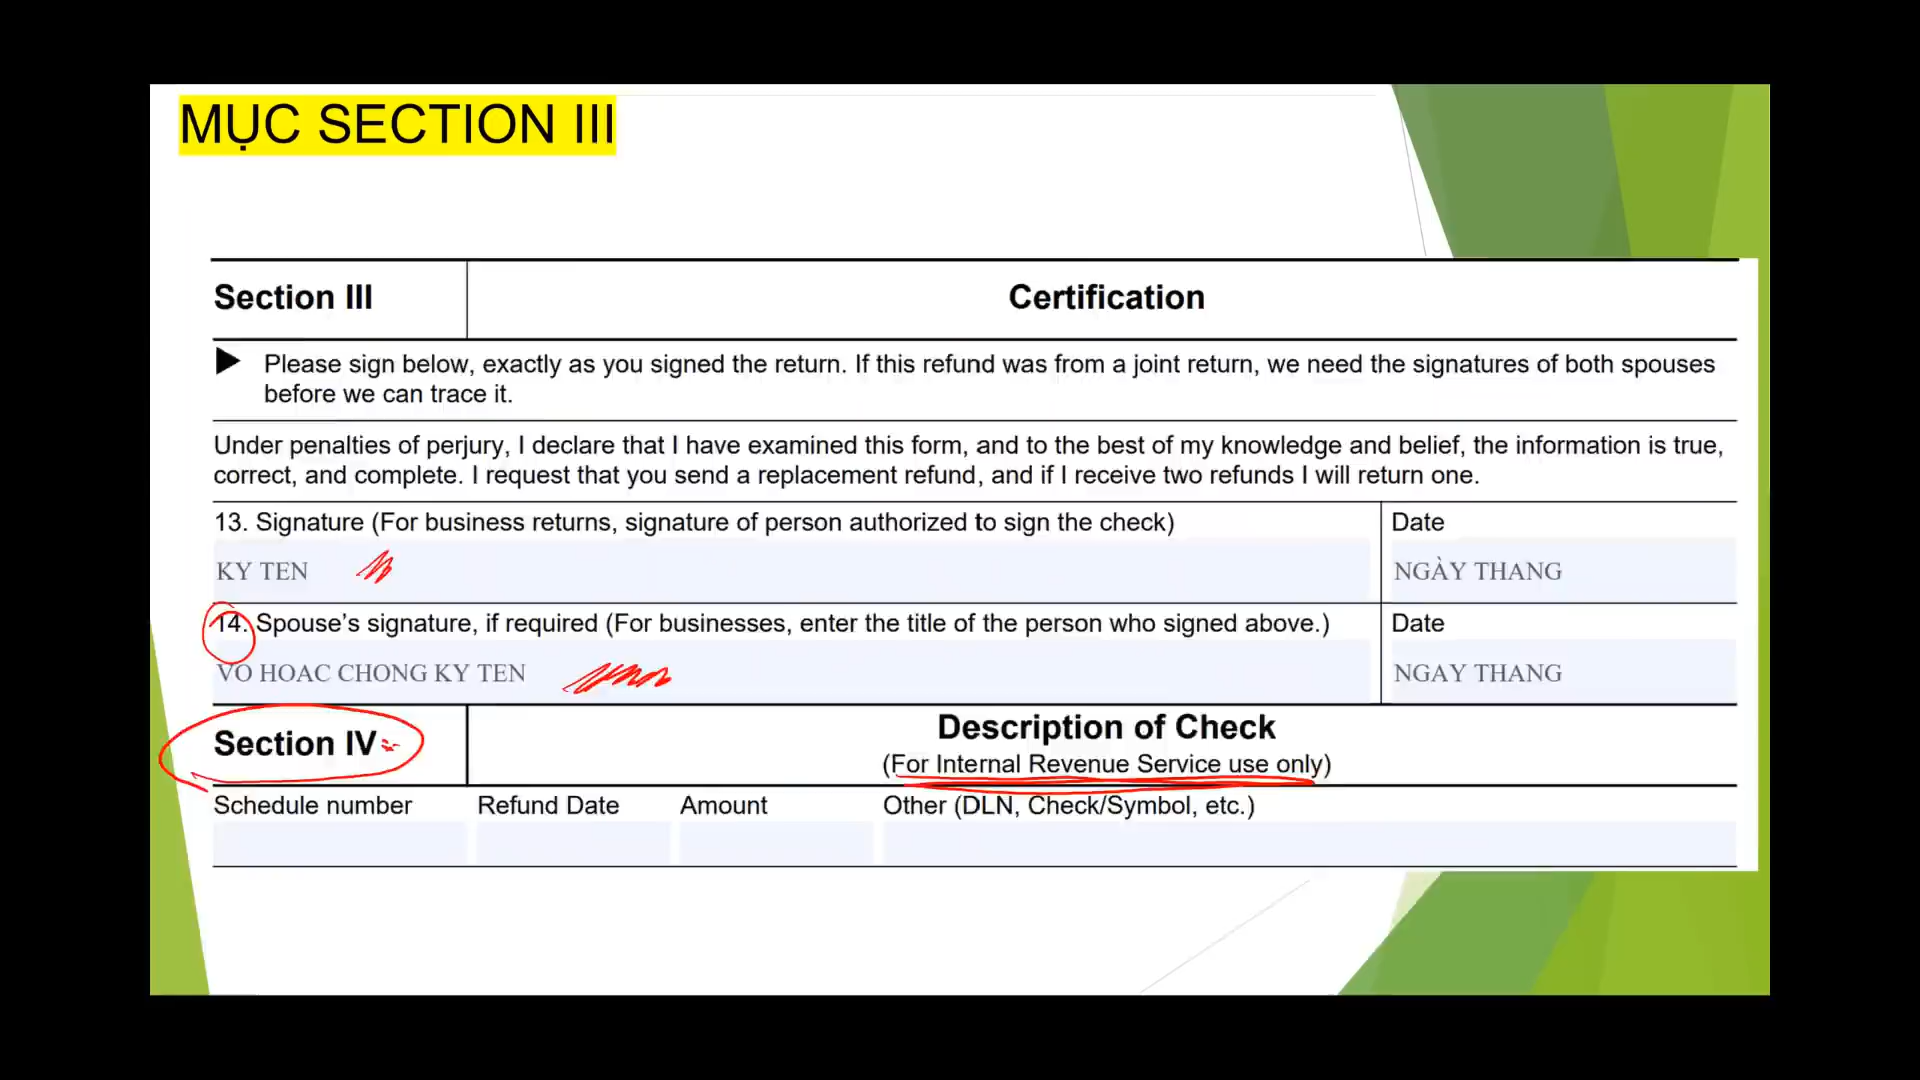 MỤC SECTION III
Section III
Certification
Please sign below, exactly as you signed the return. If this refund was from a joint return, we need the signatures of both spouses
before we can trace it.
Under penalties of perjury, I declare that I have examined this form, and to the best of my knowledge and belief, the information is true,
correct, and complete. I request that you send a replacement refund, and if I receive two refunds I will return one.
13. Signature (For business returns, signature of person authorized to sign the check)
Date
KY TEN
NGÀY THANG
14. Spouse's signature, if required (For businesses, enter the title of the person who signed above.)
Date
VO HOAC CHONG KY TEN
NGAY THANG
Section IV
Description of Check
(For Internal Revenue Service use only)
Schedule number
Refund Date
Amount
Other (DLN, Check/Symbol, etc.)